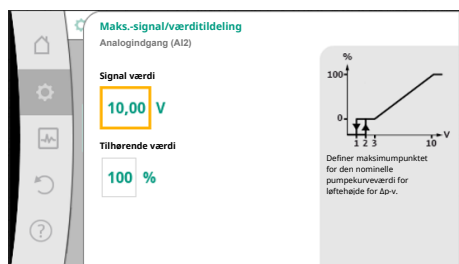 Maks.-signal/værditildeling
Analogindgang (AI2)
Signal værdi
10,00 V
Tilhørende værdi
100 %
%
100
0
1 2 3 10
V
Definer maksimumpunktet
for den nominelle
pumpekurveværdi for
løftehøjde for Δp-v.
?